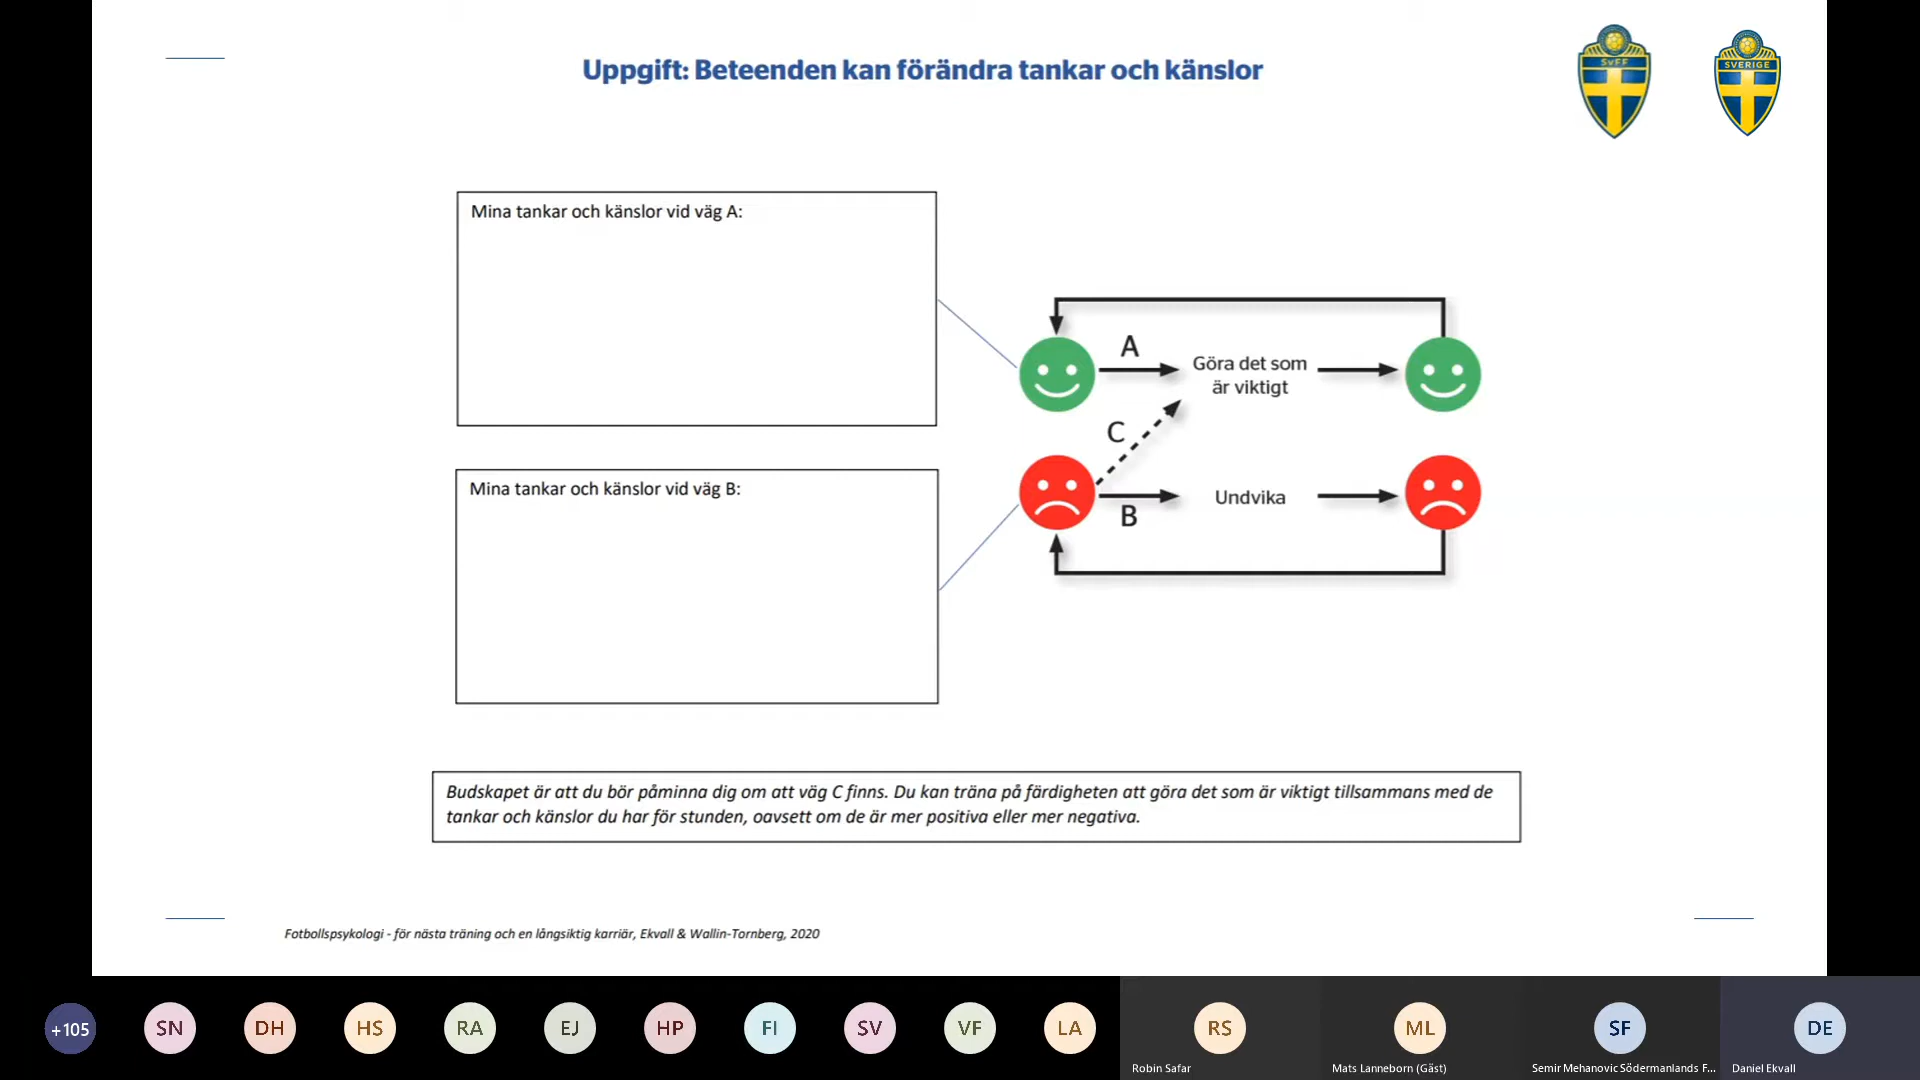 Uppgift: Beteenden kan förändra tankar och känslor
SvFF
SVERIGE
Mina tankar och känslor vid väg A:
A
Göra det som
är viktigt
C
Mina tankar och känslor vid väg B:
Undvika
B
Budskapet är att du bör påminna dig om att väg C finns. Du kan träna på färdigheten att göra det som är viktigt tillsammans med de
tankar och känslor du har för stunden, oavsett om de är mer positiva eller mer negativa.
Fotbollspsykologi - för nästa träning och en långsiktig karriär, Ekvall & Wallin-Tornberg, 2020
+105
SN
DH
HS
RA
EJ
HP
FI
SV
VF
LA
RS
ML
SF
DE
Robin Safar
Mats Lanneborn (Gäst)
Semir Mehanovic Södermanlands F...
Daniel Ekvall